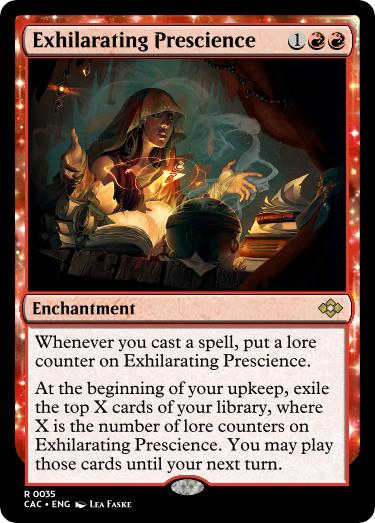 Exhilarating Prescience 1
Enchantment
Whenever you cast a spell, put a lore
counter on Exhilarating Prescience.
At the beginning of your upkeep, exile
the top X cards of your library, where
X is the number of lore counters on
Exhilarating Prescience. You may play
those cards until your next turn.
R 0035
CAC • ENG Lea Faske